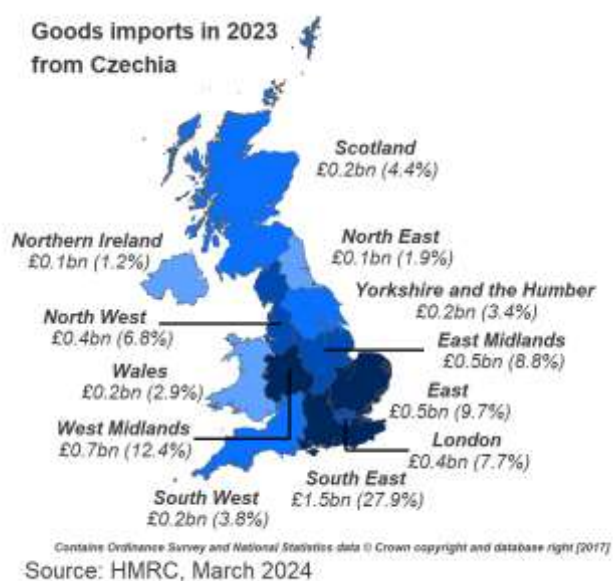 Goods imports in 2023
from Czechia
Scotland
£0.2bn (4.4%)
Northern Ireland
£0.1bn (1.2%)
North East
£0.1bn (1.9%)
Yorkshire and the Humber
£0.2bn (3.4%)
North West
£0.4bn (6.8%)
East Midlands
£0.5bn (8.8%)
Wales
£0.2bn (2.9%)
East
£0.5bn (9.7%)
West Midlands
£0.7bn (12.4%)
London
£0.4bn (7.7%)
South East
£1.5bn (27.9%)
South West
£0.2bn (3.8%)
Contains Ordinance Survey and National Statistics data © Crown copyright and database right [2017]
Source: HMRC, March 2024